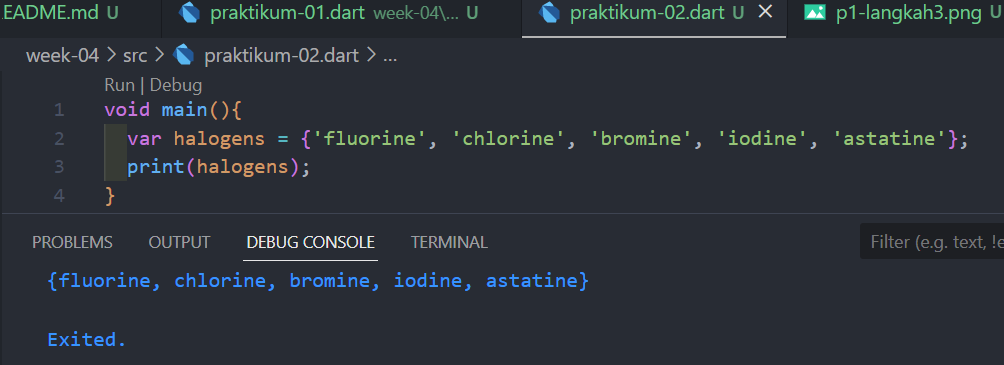 EADME.md U praktikum-01.dart week-04\... U praktikum-02.dart U p1-langkah3.png U
week-04 > src > praktikum-02.dart > ...
Run | Debug
1 void main(){
2 var halogens = {'fluorine', 'chlorine', 'bromine', 'iodine', 'astatine'};
3 print(halogens);
4 }
PROBLEMS OUTPUT DEBUG CONSOLE TERMINAL Filter (e.g. text, !e
{fluorine, chlorine, bromine, iodine, astatine}
Exited.